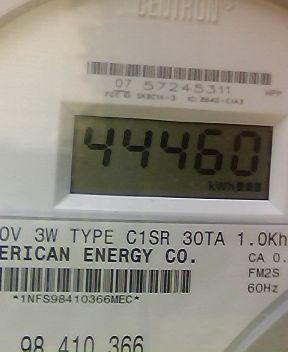 CENTRON
07 57245311
44460
kWh
0V 3W TYPE C1SR 30TA 1.0Kh
ERICAN ENERGY CO.
CA 0.
FM2S
*1NFS98410366MEC*
60Hz
98 410 366